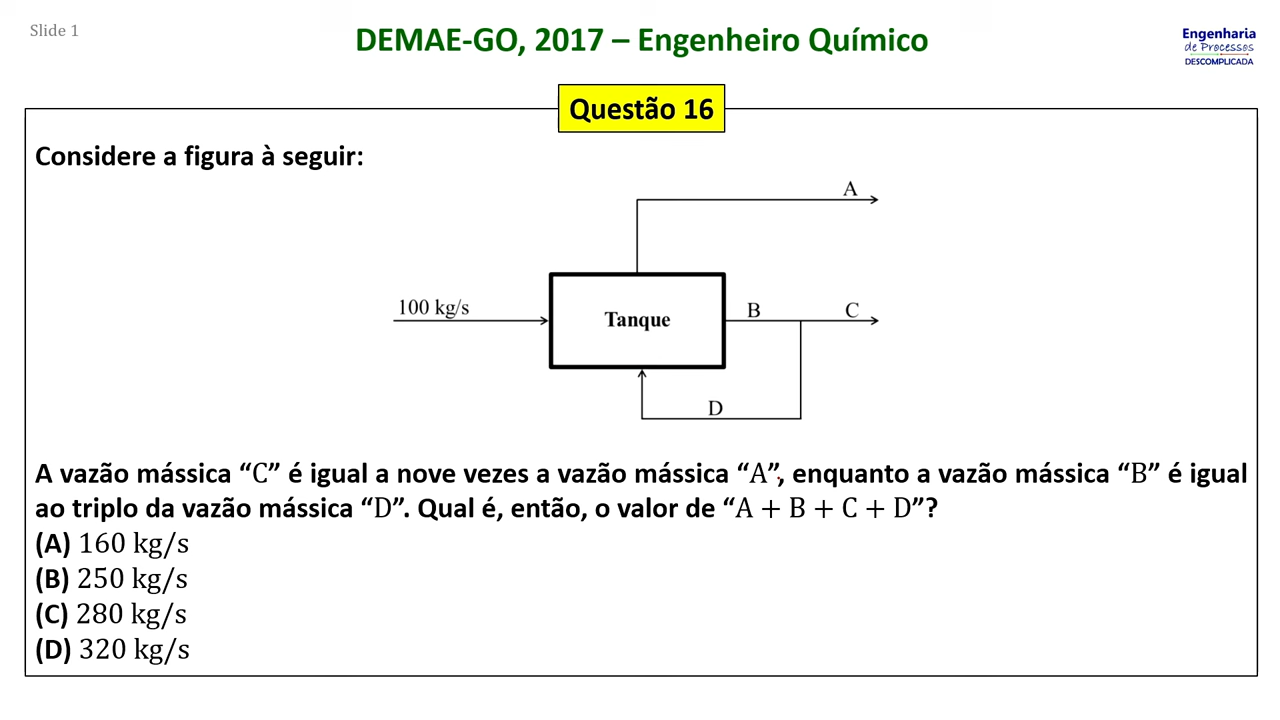 Slide 1
DEMAE-GO, 2017 – Engenheiro Químico
Engenharia
de Processos
DESCOMPLICADA
Questão 16
Considere a figura à seguir:
A
100 kg/s
Tanque
B
C
D
A vazão mássica “C” é igual a nove vezes a vazão mássica “A”, enquanto a vazão mássica “B” é igual
ao triplo da vazão mássica “D”. Qual é, então, o valor de “A + B + C + D”?
(A) 160 kg/s
(B) 250 kg/s
(C) 280 kg/s
(D) 320 kg/s